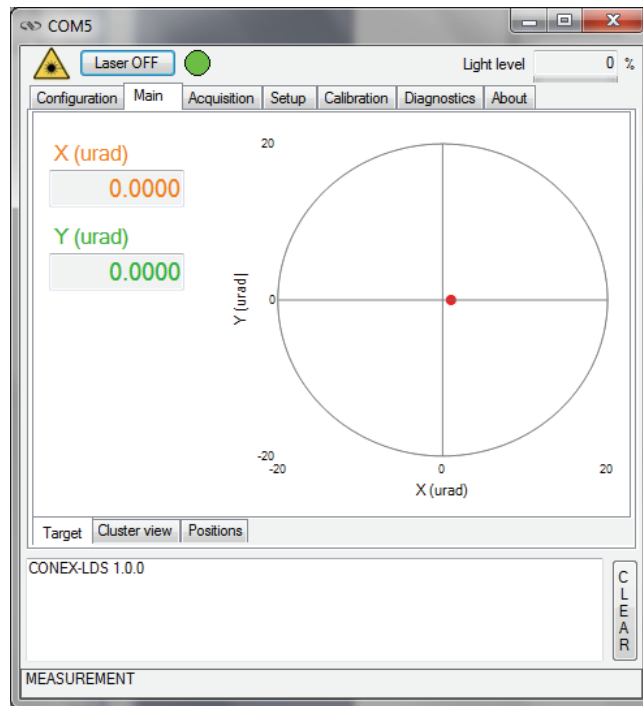 COM5
Laser OFF
Light level 0 %
Configuration Main Acquisition Setup Calibration Diagnostics About
X (urad)
0.0000
Y (urad)
0.0000
20
Y (urad)
0
-20
-20 0 20
X (urad)
Target Cluster view Positions
CONEX-LDS 1.0.0
CLEAR
MEASUREMENT